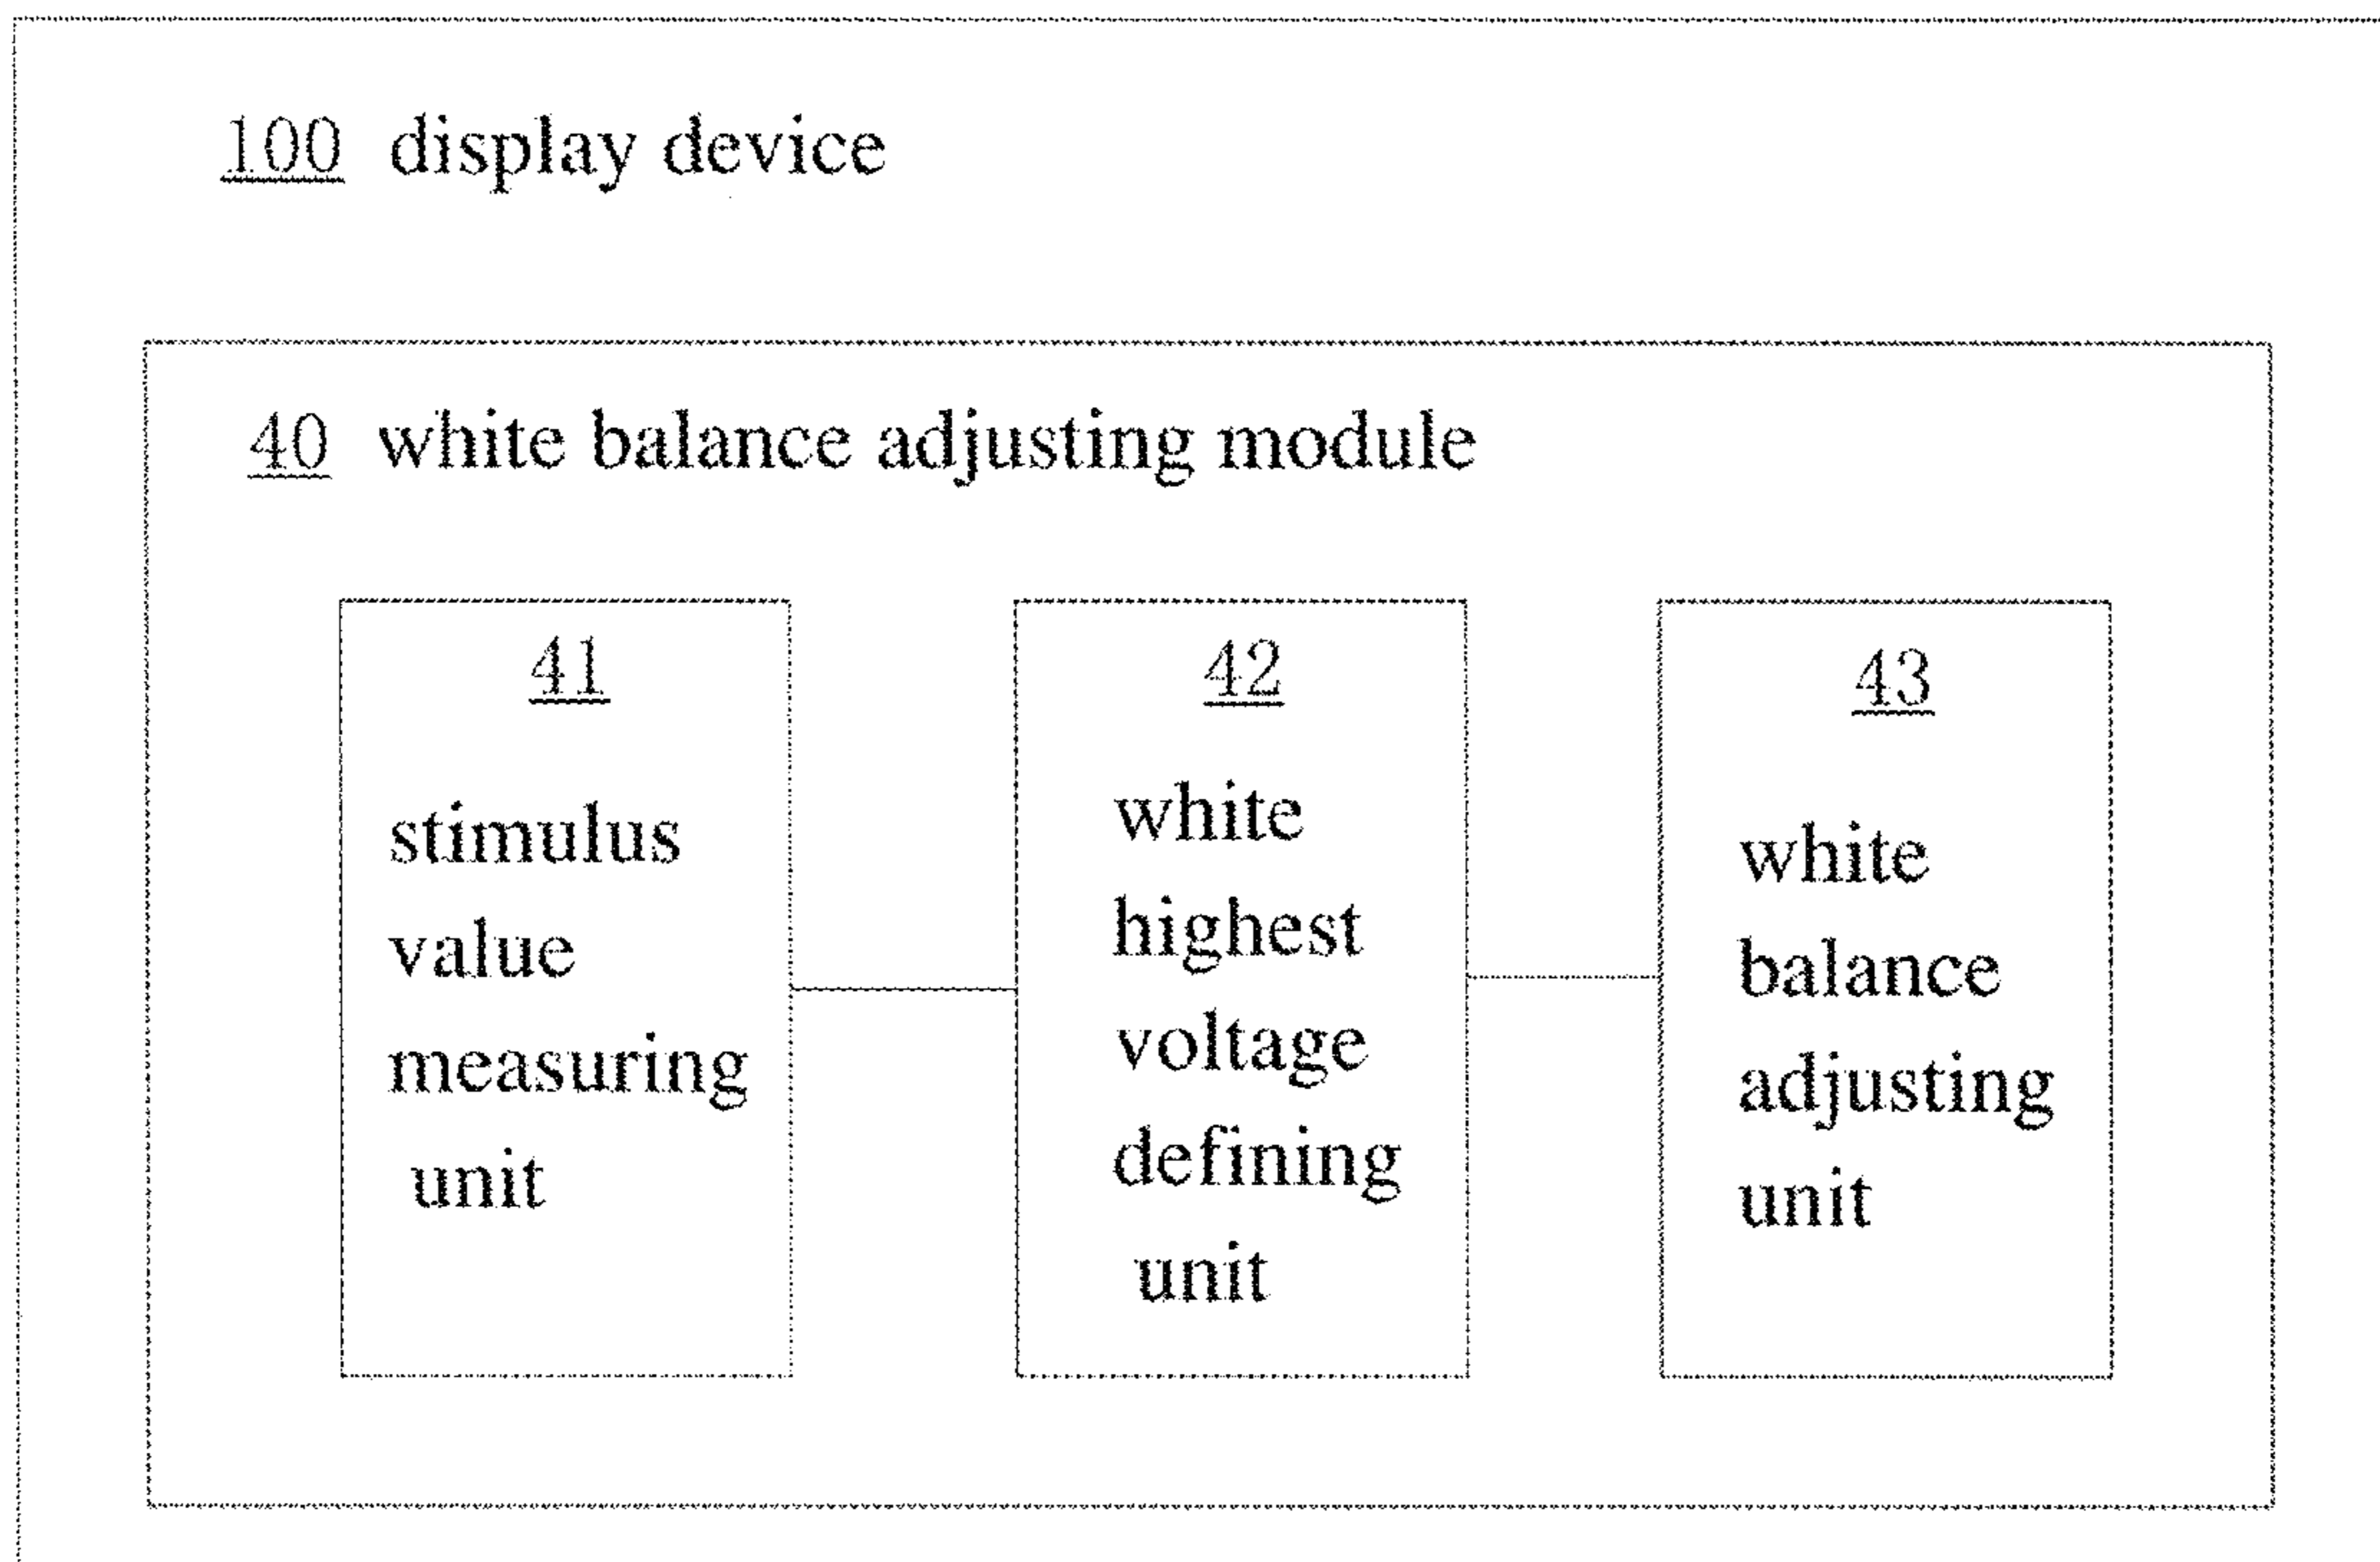 100 display device
40 white balance adjusting module
41
stimulus
value
measuring
unit
42
white
highest
voltage
defining
unit
43
white
balance
adjusting
unit